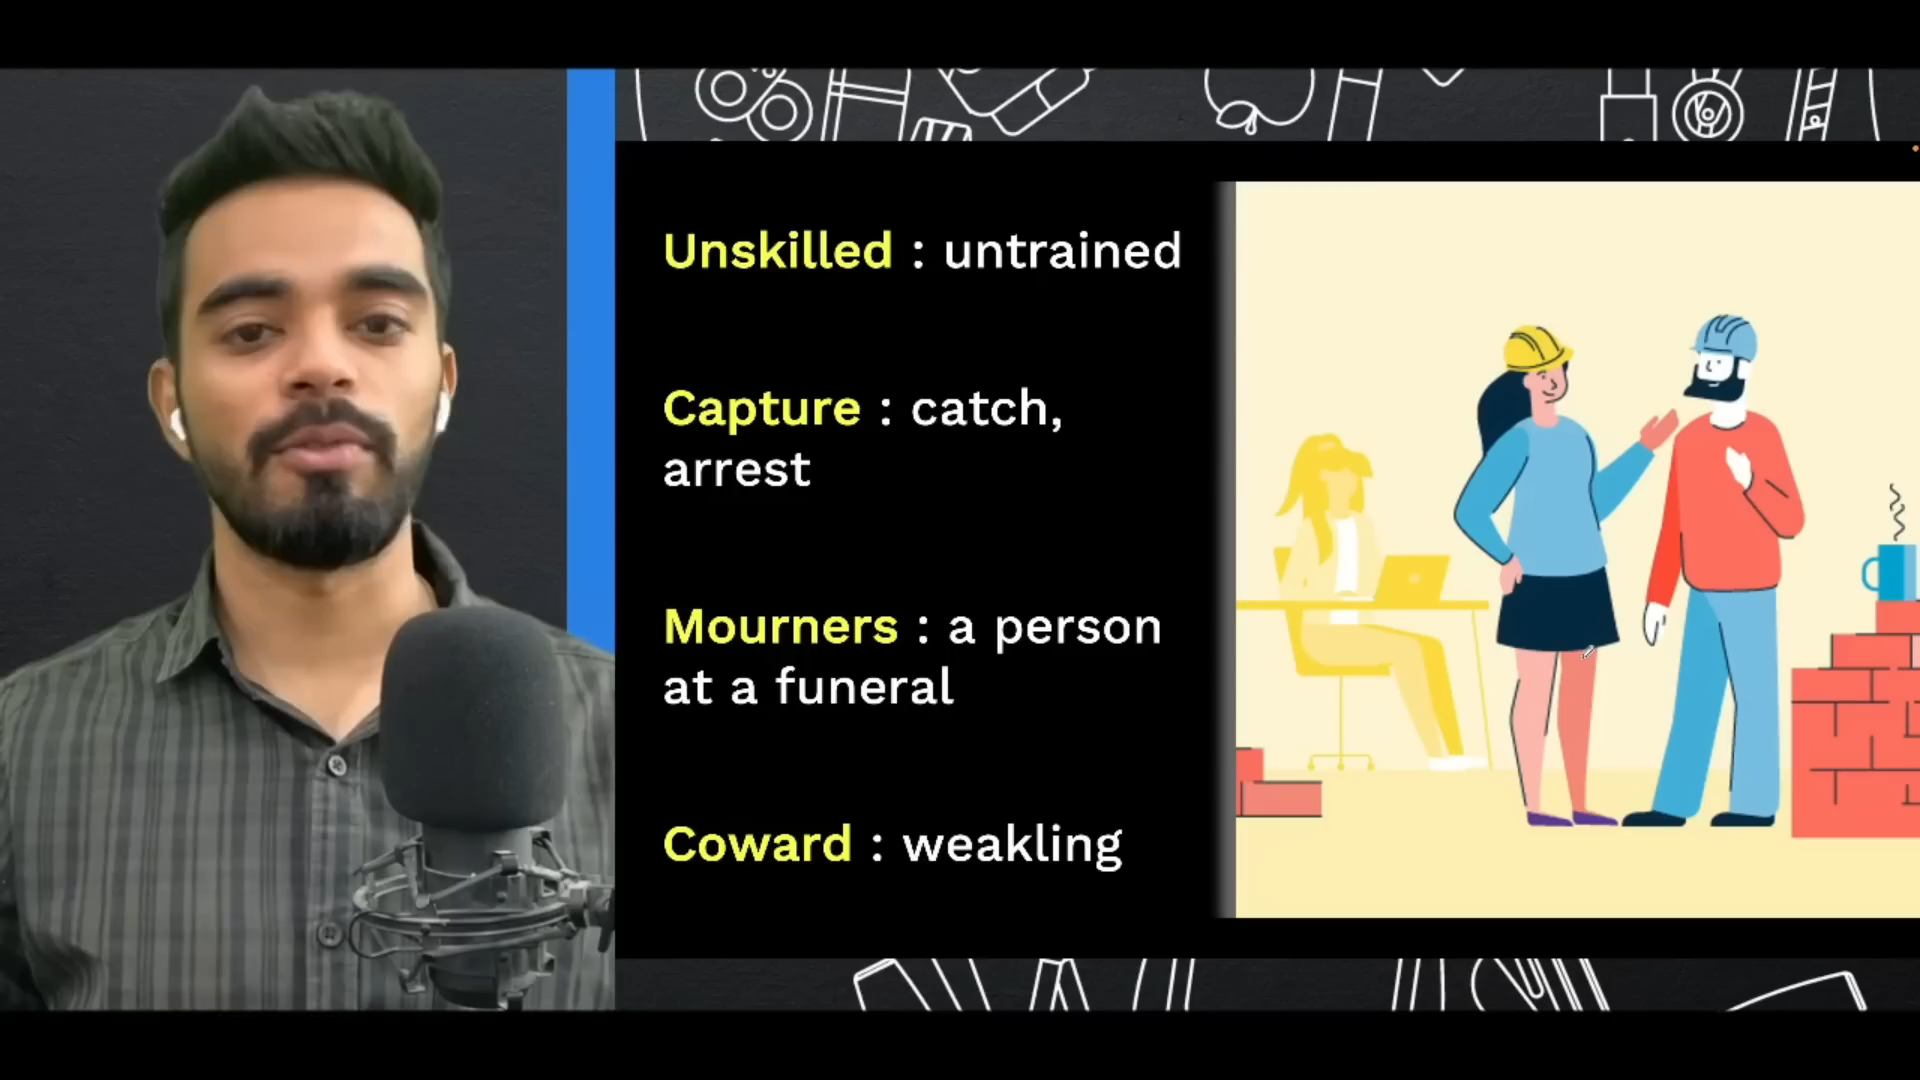 Unskilled : untrained
Capture : catch,
arrest
Mourners : a person
at a funeral
Coward : weakling